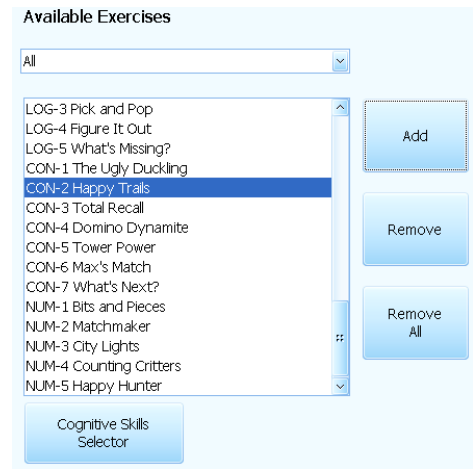 Available Exercises
All
LOG-3 Pick and Pop
LOG-4 Figure It Out
LOG-5 What's Missing?
CON-1 The Ugly Duckling
CON-2 Happy Trails
CON-3 Total Recall
CON-4 Domino Dynamite
CON-5 Tower Power
CON-6 Max's Match
CON-7 What's Next?
NUM-1 Bits and Pieces
NUM-2 Matchmaker
NUM-3 City Lights
NUM-4 Counting Critters
NUM-5 Happy Hunter
Add
Remove
Remove
All
Cognitive Skills
Selector